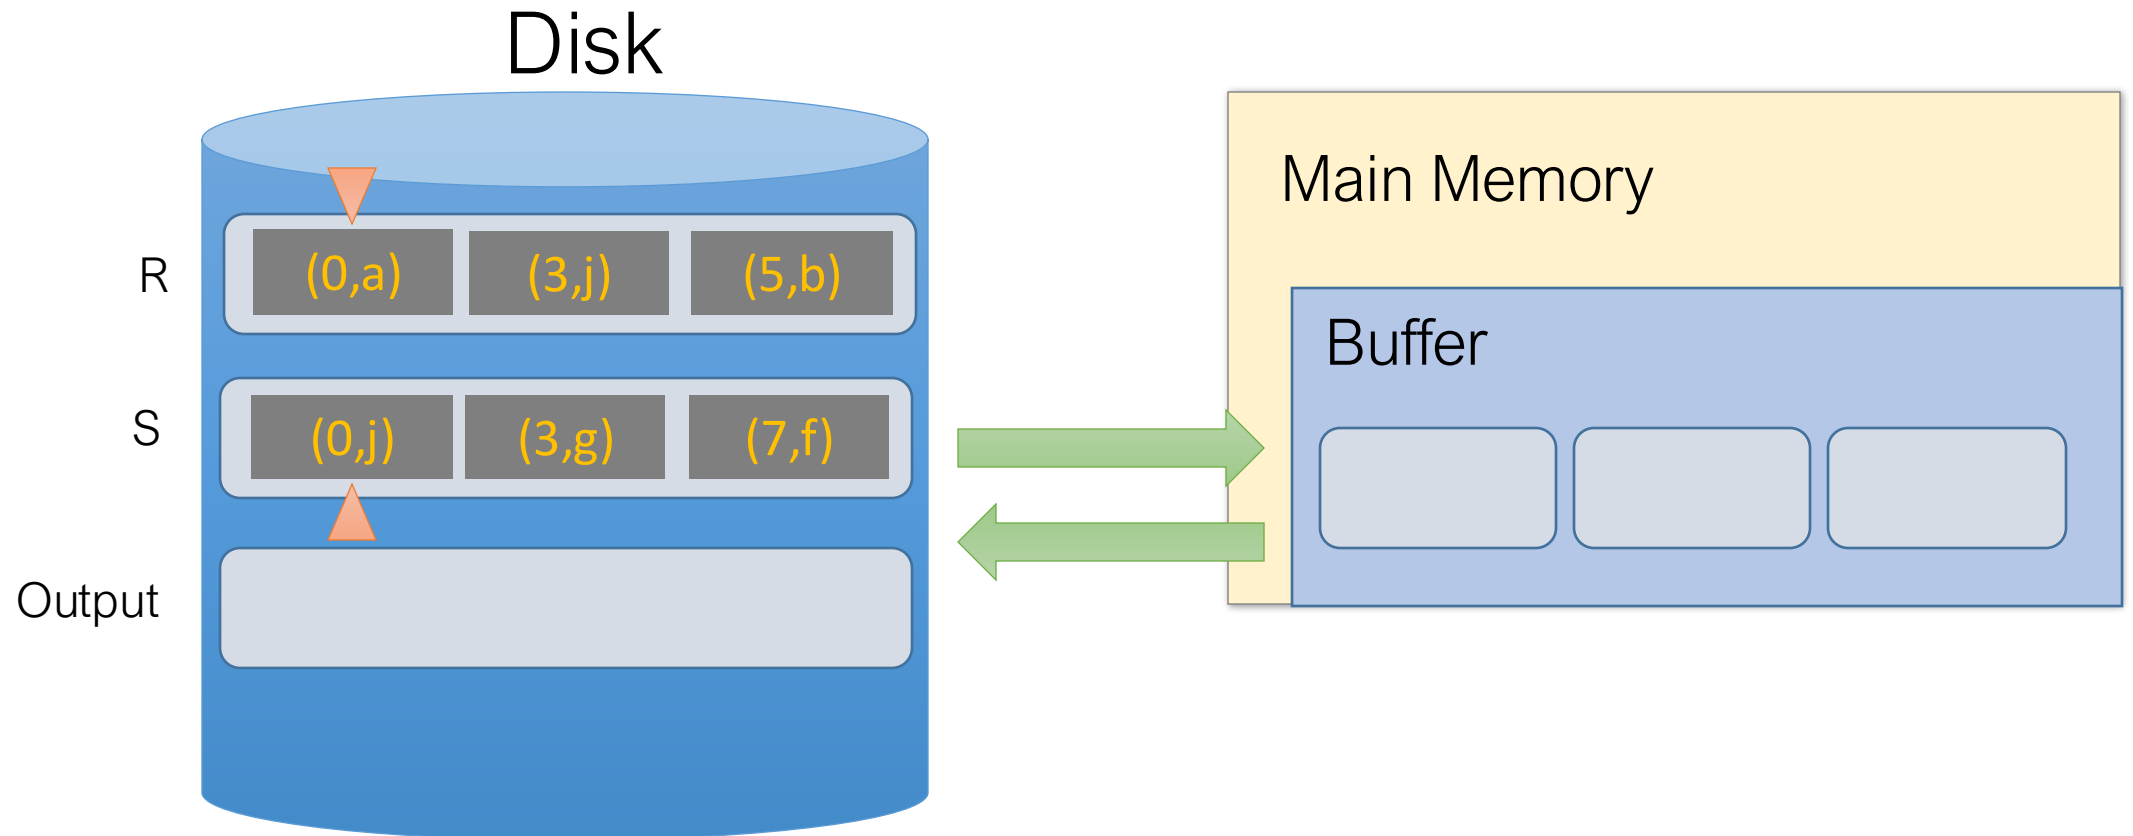 Disk
Main Memory
R
(0,a) (3,j) (5,b)
Buffer
S
(0,j) (3,g) (7,f)
Output